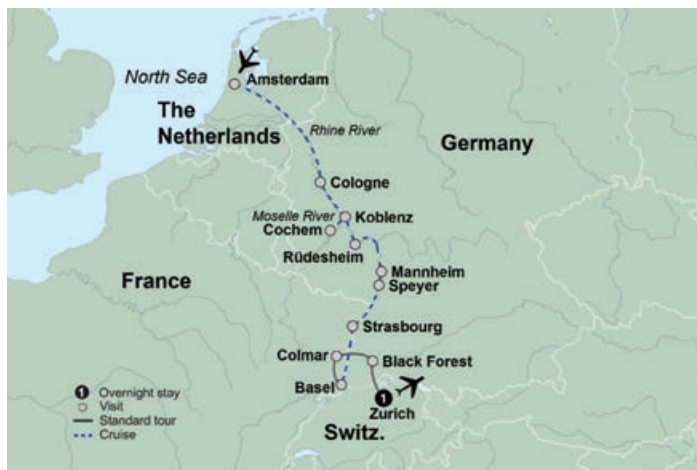 North Sea
Amsterdam
The
Netherlands
Rhine River
Germany
Cologne
Moselle River
Koblenz
Cochem
Rüdesheim
France
Mannheim
Speyer
Strasbourg
Colmar
Black Forest
Basel
1
Zurich
Switz.
1 Overnight stay
Visit
Standard tour
Cruise